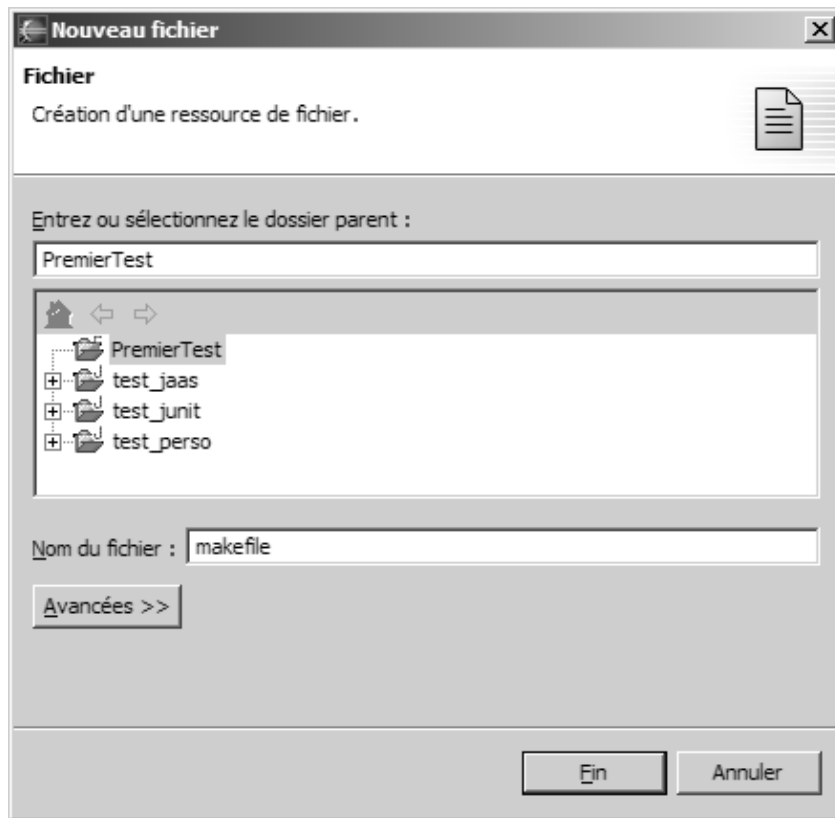 Nouveau fichier
Fichier
Création d'une ressource de fichier.
Entrez ou sélectionnez le dossier parent :
PremierTest
PremierTest
test_jaas
test_junit
test_perso
Nom du fichier : makefile
Avancées >>
Fin Annuler